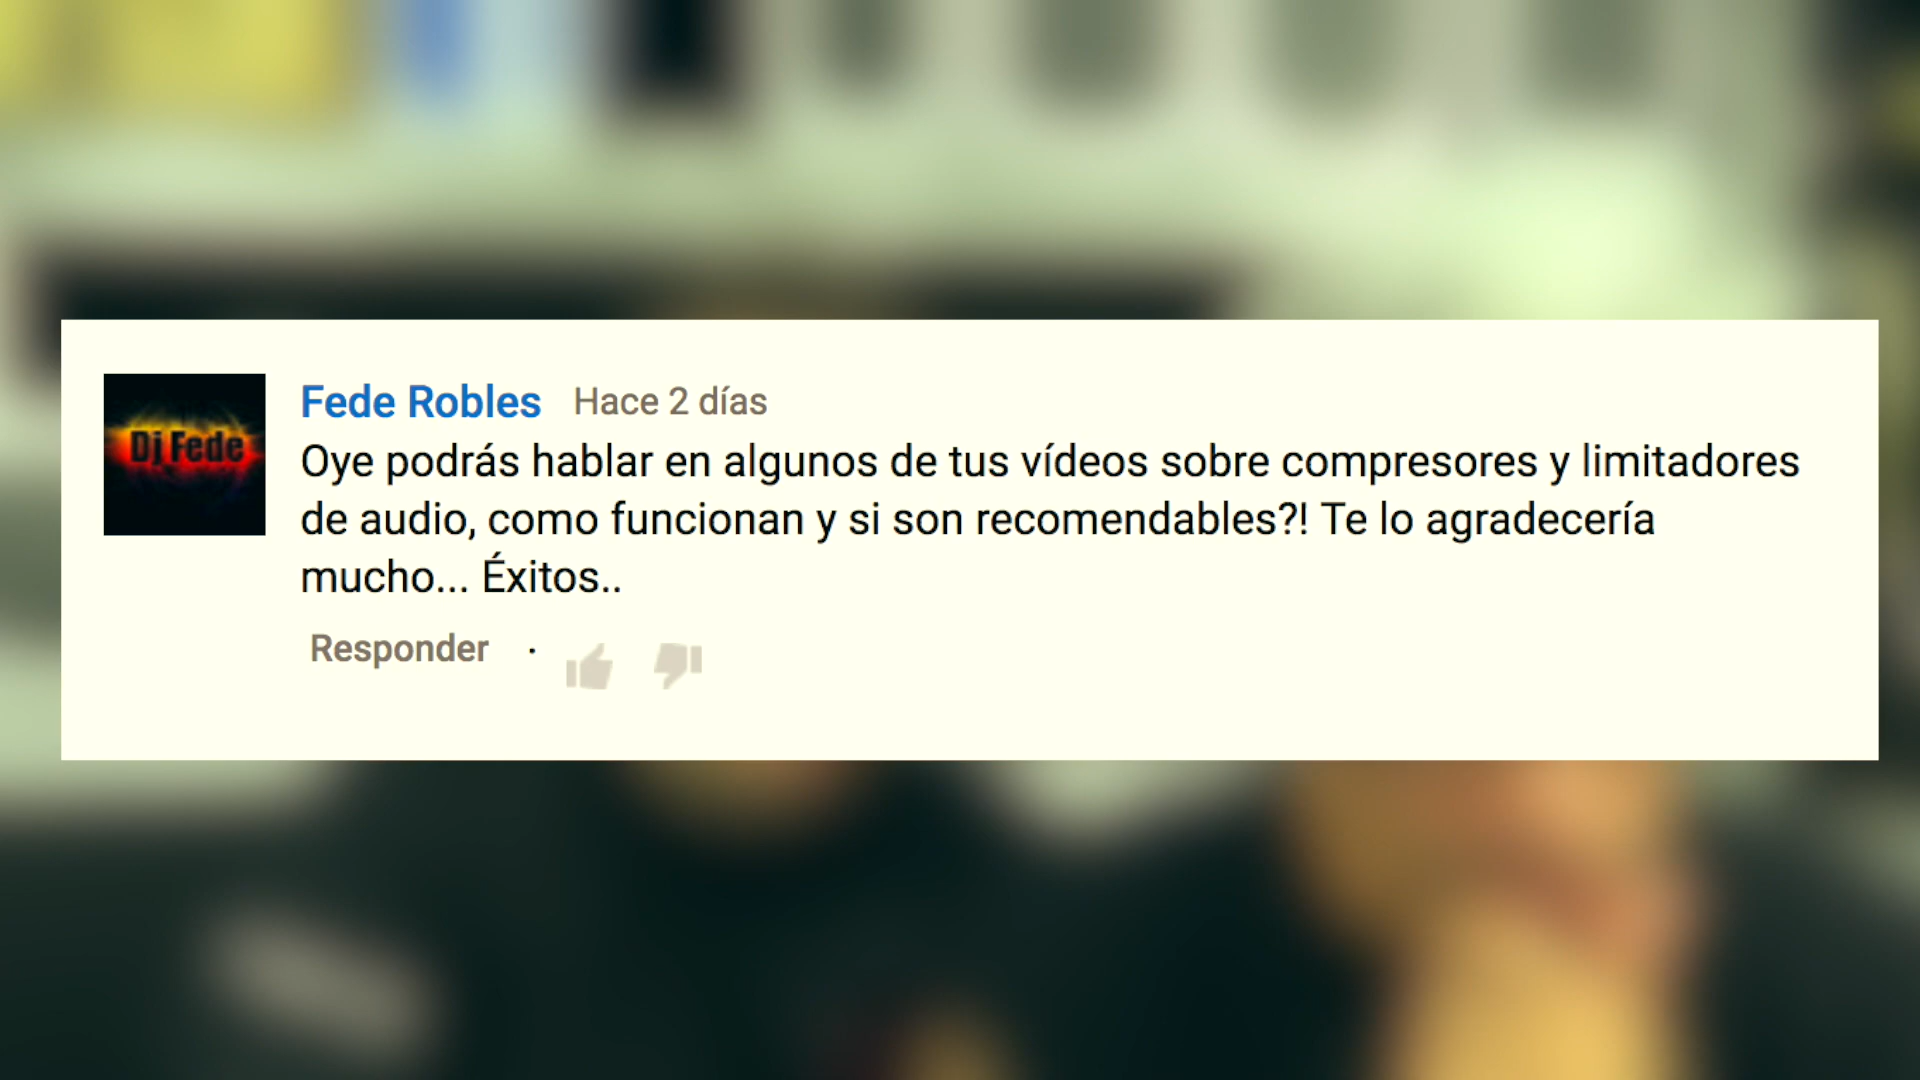 Dj Fede
Fede Robles Hace 2 días
Oye podrás hablar en algunos de tus vídeos sobre compresores y limitadores
de audio, como funcionan y si son recomendables?! Te lo agradecería
mucho... Éxitos..
Responder ·